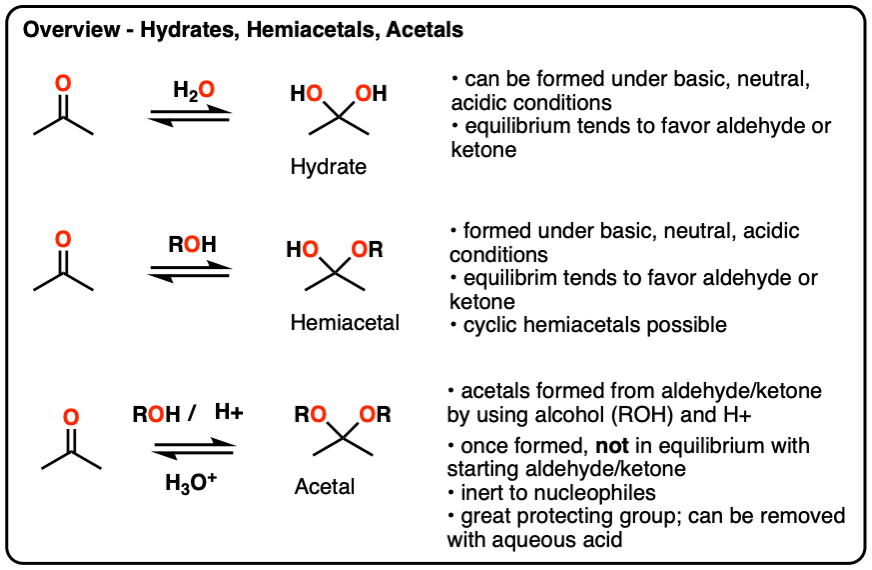 Overview - Hydrates, Hemiacetals, Acetals
O
H₂O
HO OH
Hydrate
• can be formed under basic, neutral,
acidic conditions
• equilibrium tends to favor aldehyde or
ketone
O
ROH
HO OR
Hemiacetal
• formed under basic, neutral, acidic
conditions
• equilibrim tends to favor aldehyde or
ketone
• cyclic hemiacetals possible
O
ROH / H+
H₃O⁺
RO OR
Acetal
• acetals formed from aldehyde/ketone
by using alcohol (ROH) and H+
• once formed, not in equilibrium with
starting aldehyde/ketone
• inert to nucleophiles
• great protecting group; can be removed
with aqueous acid